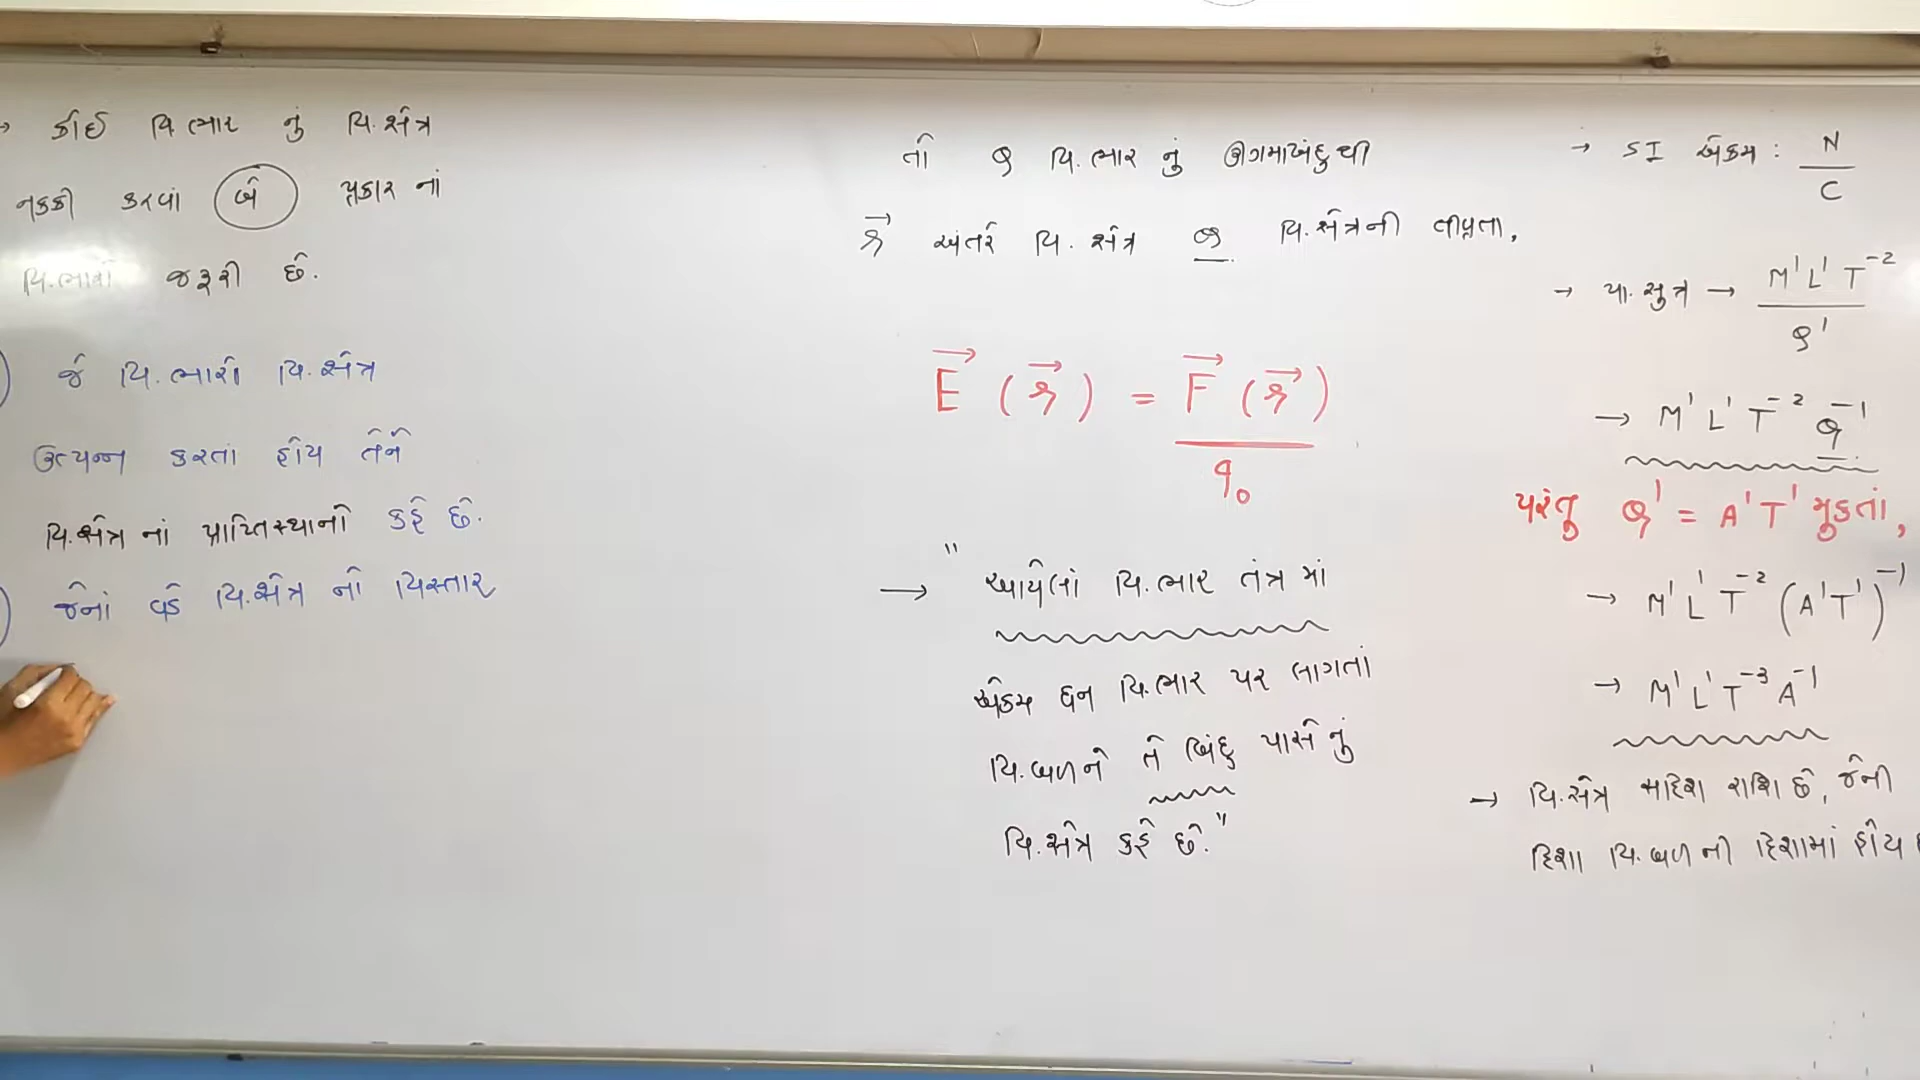 → કોઈ વિ.ભાર નું વિ.ક્ષેત્ર
નક્કી કરવાં બે પ્રકાર નાં
વિ.ભારો જરૂરી છે.
જે વિ.ભારો વિ.ક્ષેત્ર
ઉત્પન્ન કરતાં હોય તેને
વિ.ક્ષેત્ર નાં પ્રાપ્તિસ્થાનો કહે છે.
જેનાં વડે વિ.ક્ષેત્ર નો વિસ્તાર
તો Q વિ.ભાર નું ઊગમબિંદુથી
r⃗ અંતરે વિ. ક્ષેત્ર Q વિ.ક્ષેત્રની તીવ્રતા,
E⃗ (r⃗) = F⃗ (r⃗) / q₀
→ " આપેલાં વિ.ભાર તંત્ર માં
એકમ ધન વિ.ભાર પર લાગતાં
વિ.બળને તે બિંદુ પાસે નું
વિ.ક્ષેત્ર કહે છે."
→ SI એકમ : N / C
→ પા.સુત્ર → M¹L¹T⁻² / Q¹
→ M¹L¹T⁻²Q⁻¹
પરંતુ Q¹ = A¹T¹ મુકતાં,
→ M¹L¹T⁻²(A¹T¹)⁻¹
→ M¹L¹T⁻³A⁻¹
→ વિ.ક્ષેત્ર સદિશ રાશિ છે, જેની
દિશા વિ.બળ ની દિશામાં હોય